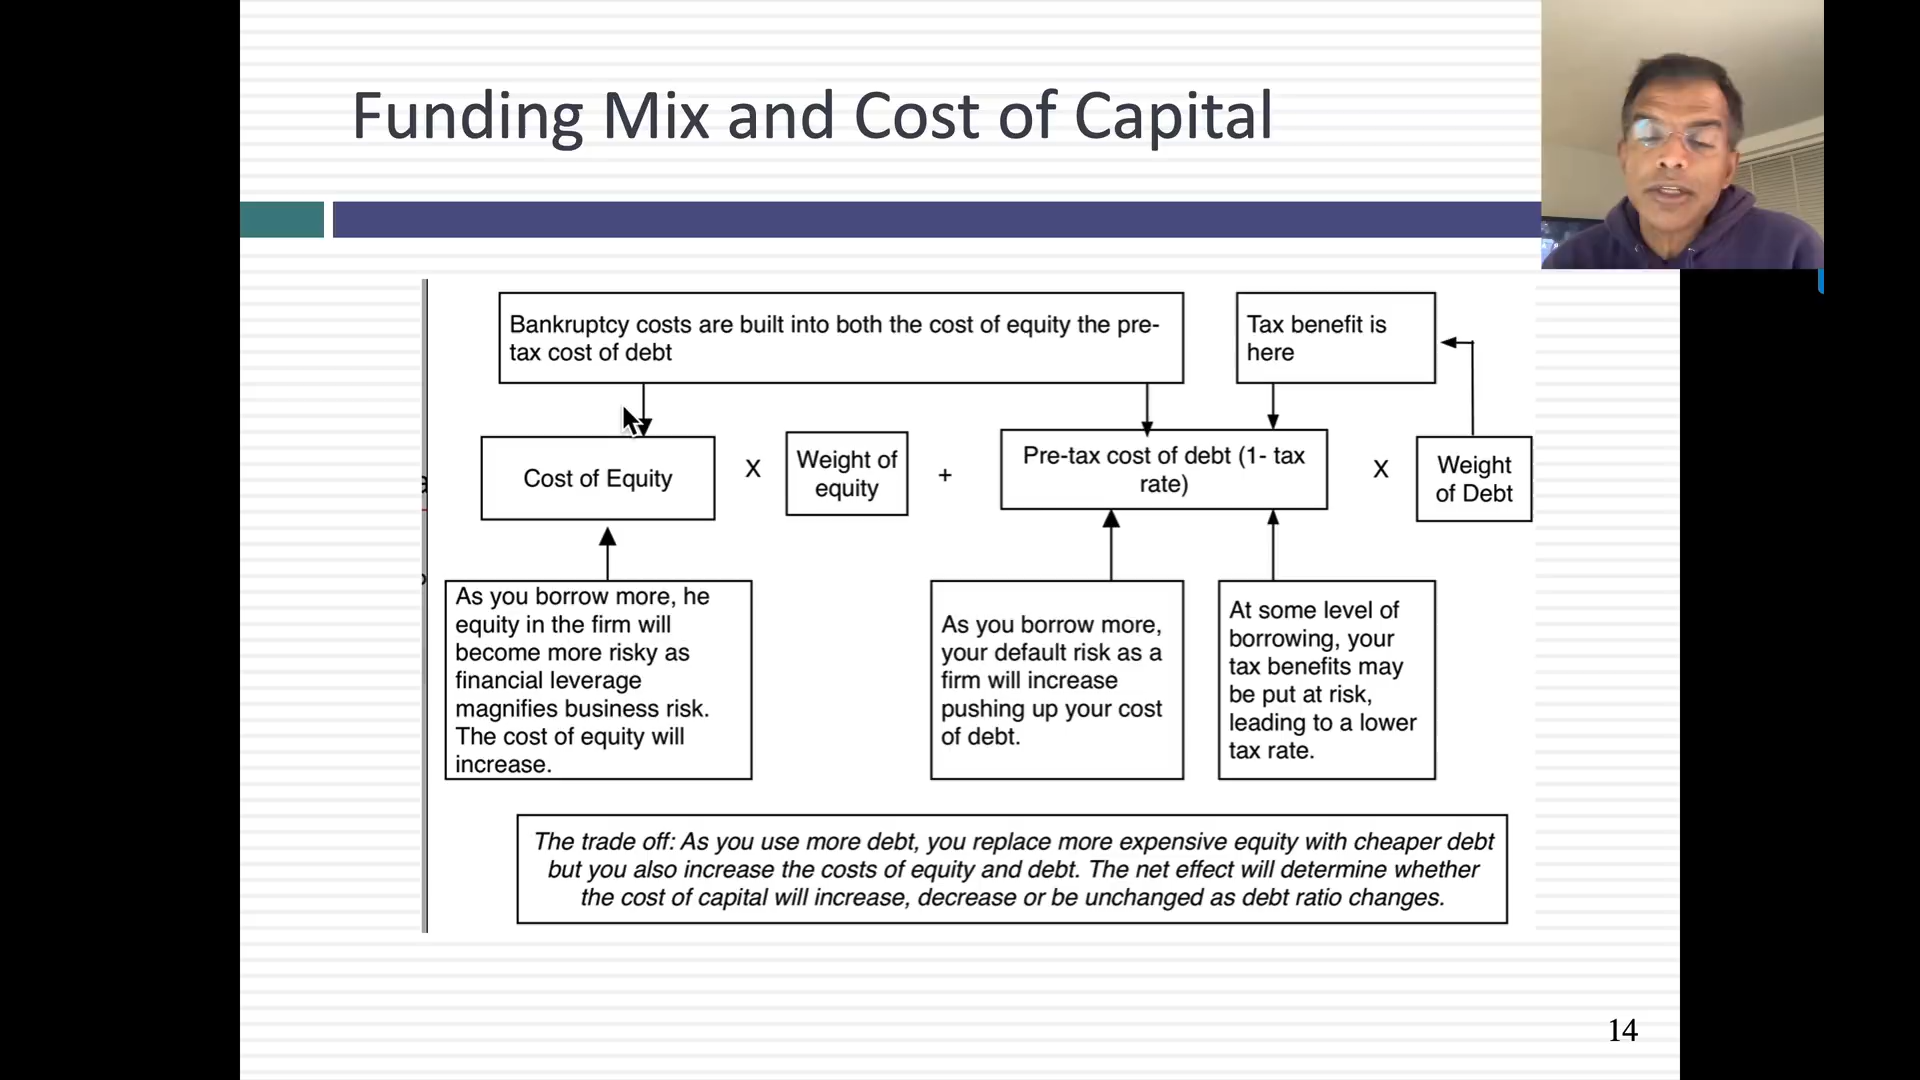 Funding Mix and Cost of Capital
Bankruptcy costs are built into both the cost of equity the pre-
tax cost of debt
Tax benefit is
here
Cost of Equity
X
Weight of
equity
+
Pre-tax cost of debt (1- tax
rate)
X
Weight
of Debt
As you borrow more, he
equity in the firm will
become more risky as
financial leverage
magnifies business risk.
The cost of equity will
increase.
As you borrow more,
your default risk as a
firm will increase
pushing up your cost
of debt.
At some level of
borrowing, your
tax benefits may
be put at risk,
leading to a lower
tax rate.
The trade off: As you use more debt, you replace more expensive equity with cheaper debt
but you also increase the costs of equity and debt. The net effect will determine whether
the cost of capital will increase, decrease or be unchanged as debt ratio changes.
14